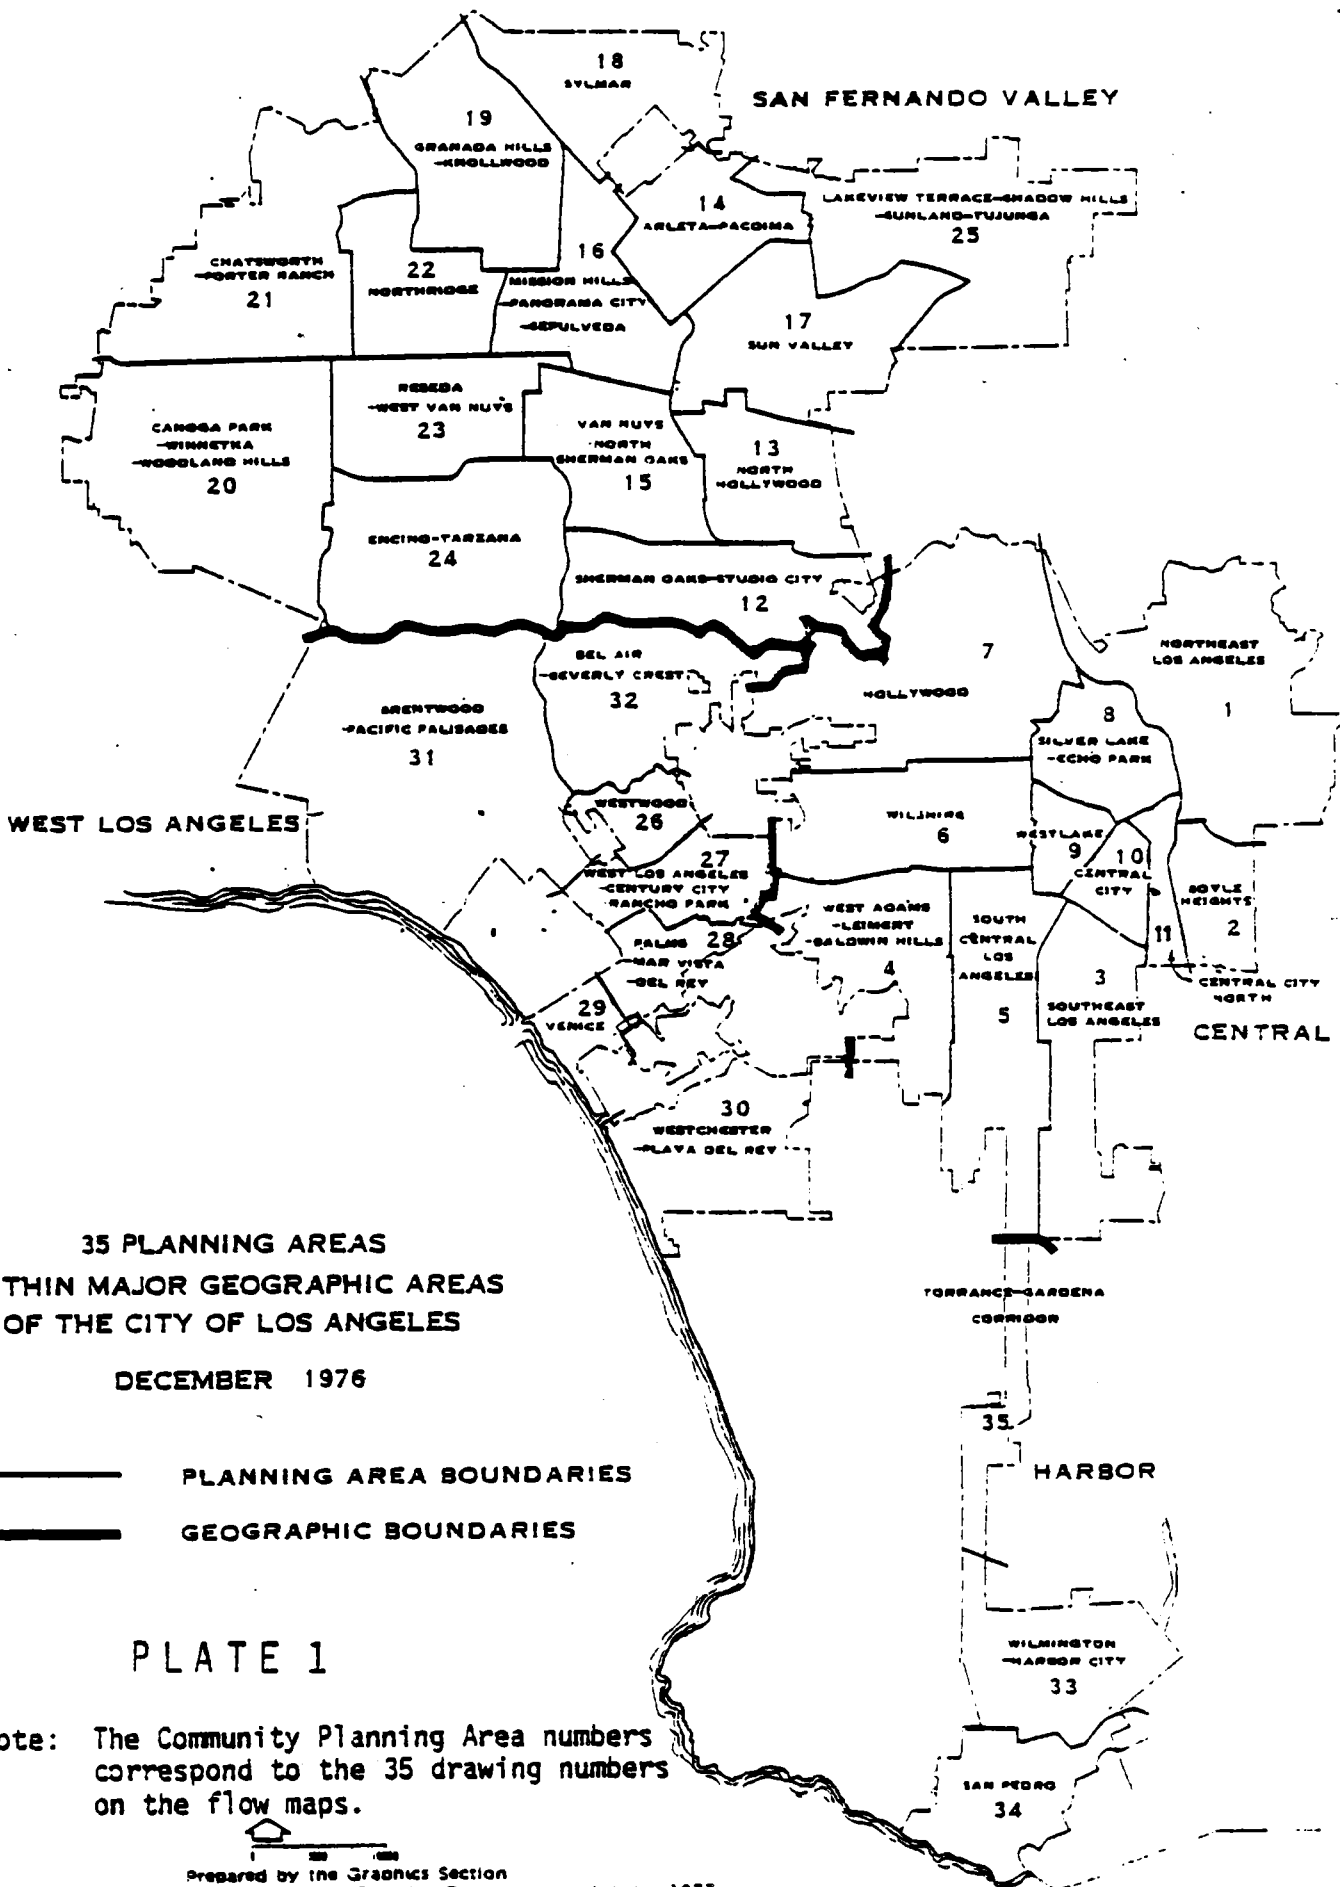 18
SYLMAR
SAN FERNANDO VALLEY
19
GRANADA HILLS
-KNOLLWOOD
14
ARLETA-PACOIMA
LAKEVIEW TERRACE-SHADOW HILLS
-SUNLAND-TUJUNGA
25
CHATSWORTH
-PORTER RANCH
21
22
NORTHRIDGE
16
MISSION HILLS
-PANORAMA CITY
-SEPULVEDA
17
SUN VALLEY
RESEDA
-WEST VAN NUYS
23
CANOGA PARK
-WINNETKA
-WOODLAND HILLS
20
VAN NUYS
-NORTH
SHERMAN OAKS
15
13
NORTH
HOLLYWOOD
ENCINO-TARZANA
24
SHERMAN OAKS-STUDIO CITY
12
BEL AIR
-BEVERLY CREST
32
7
HOLLYWOOD
NORTHEAST
LOS ANGELES
1
BRENTWOOD
-PACIFIC PALISADES
31
8
SILVER LAKE
-ECHO PARK
WEST LOS ANGELES
WESTWOOD
26
WILSHIRE
6
WESTLAKE
9
10
CENTRAL
CITY
BOYLE
HEIGHTS
2
27
WEST LOS ANGELES
-CENTURY CITY
RANCHO PARK
WEST ADAMS
-LEIMERT
-BALDWIN HILLS
4
SOUTH
CENTRAL
LOS
ANGELES
5
11
CENTRAL CITY
NORTH
28
PALMS
-MAR VISTA
-DEL REY
3
SOUTHEAST
LOS ANGELES
CENTRAL
29
VENICE
30
WESTCHESTER
-PLAYA DEL REY
35 PLANNING AREAS
THIN MAJOR GEOGRAPHIC AREAS
OF THE CITY OF LOS ANGELES
DECEMBER 1976
TORRANCE-GARDENA
CORRIDOR
35
HARBOR
PLANNING AREA BOUNDARIES
GEOGRAPHIC BOUNDARIES
WILMINGTON
-HARBOR CITY
33
PLATE 1
ote: The Community Planning Area numbers
correspond to the 35 drawing numbers
on the flow maps.
SAN PEDRO
34
Prepared by the Graphics Section